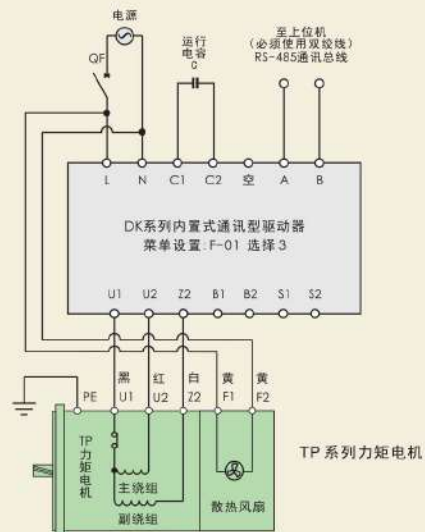 电源
QF
运行
电容
C
至上位机
(必须使用双绞线)
RS-485通讯总线
L N C1 C2 空 A B
DK系列内置式通讯型驱动器
菜单设置:F-01 选择3
U1 U2 Z2 B1 B2 S1 S2
黑 红 白 黄 黄
PE U1 U2 Z2 F1 F2
TP力矩电机
主绕组
副绕组
散热风扇
TP系列力矩电机